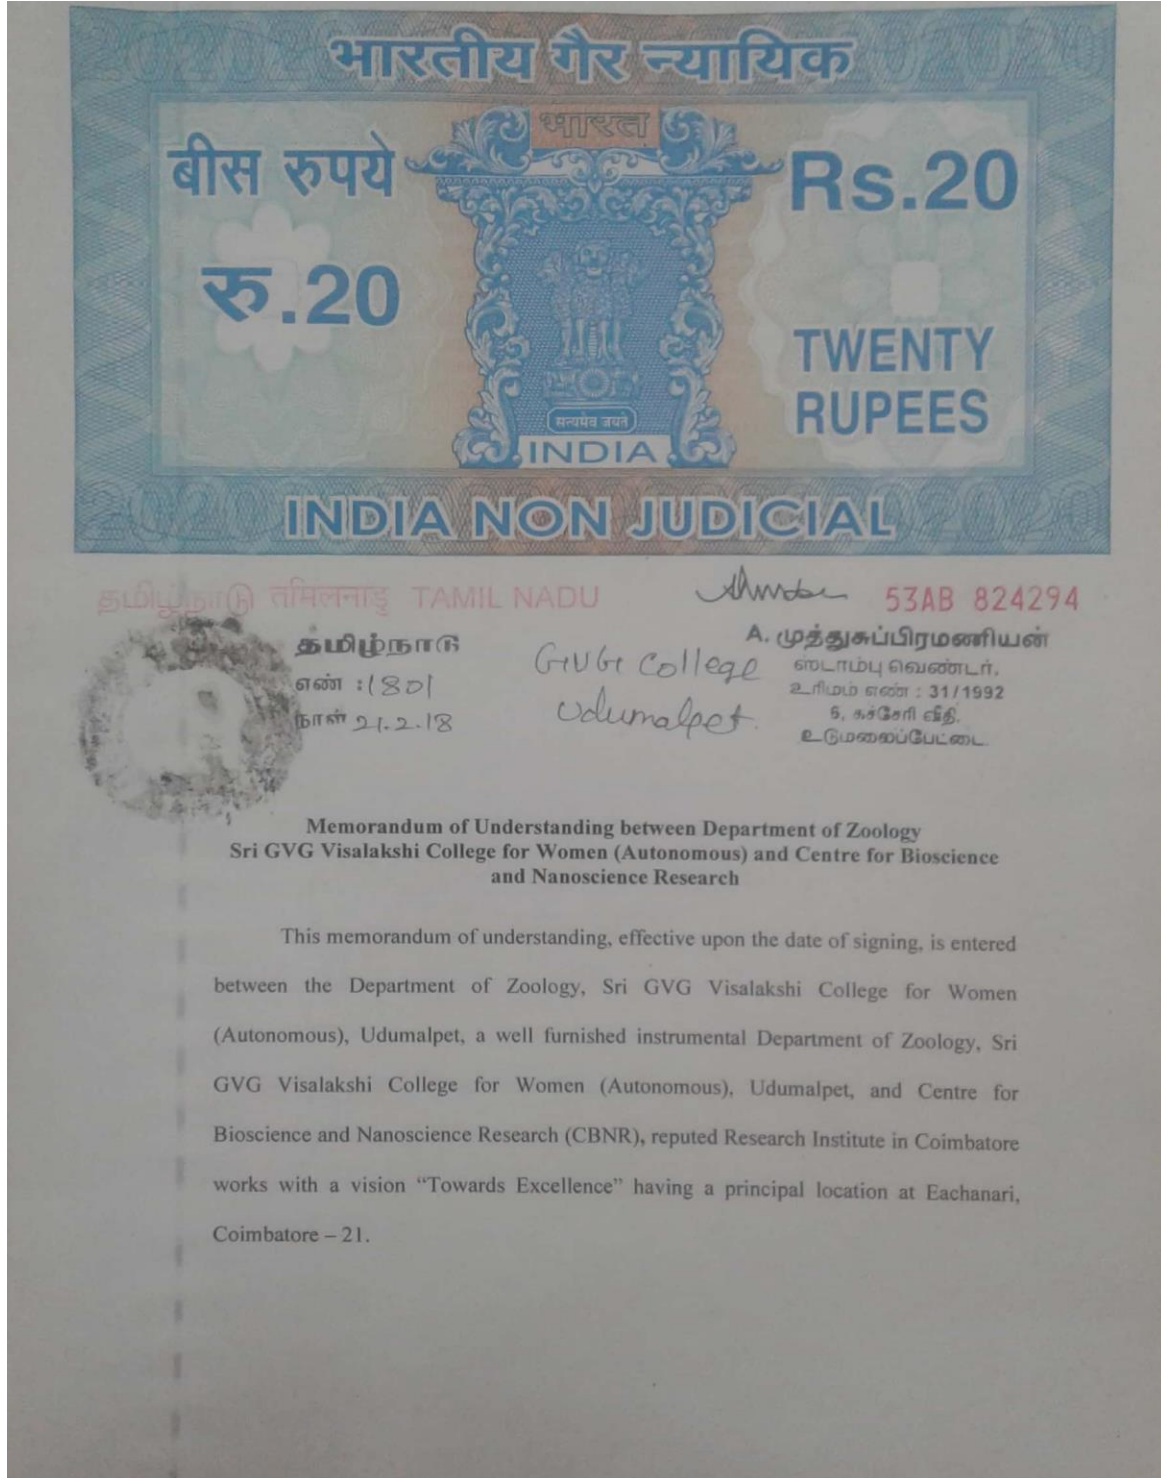 भारतीय गैर न्यायिक
भारत
बीस रुपये
Rs.20
रु.20
TWENTY
RUPEES
सत्यमेव जयते
INDIA
INDIA NON JUDICIAL
தமிழ்நாடு तमिलनाडु TAMIL NADU
53AB 824294
தமிழ்நாடு
எண் : 1801
நாள் 21.2.18
GVG College
Udumalpet.
A. முத்துசுப்பிரமணியன்
ஸ்டாம்பு வெண்டர்.
உரிமம் எண் : 31/1992
5, கச்சேரி வீதி.
உடுமலைப்பேட்டை.
Memorandum of Understanding between Department of Zoology
Sri GVG Visalakshi College for Women (Autonomous) and Centre for Bioscience
and Nanoscience Research
This memorandum of understanding, effective upon the date of signing, is entered
between the Department of Zoology, Sri GVG Visalakshi College for Women
(Autonomous), Udumalpet, a well furnished instrumental Department of Zoology, Sri
GVG Visalakshi College for Women (Autonomous), Udumalpet, and Centre for
Bioscience and Nanoscience Research (CBNR), reputed Research Institute in Coimbatore
works with a vision “Towards Excellence” having a principal location at Eachanari,
Coimbatore – 21.